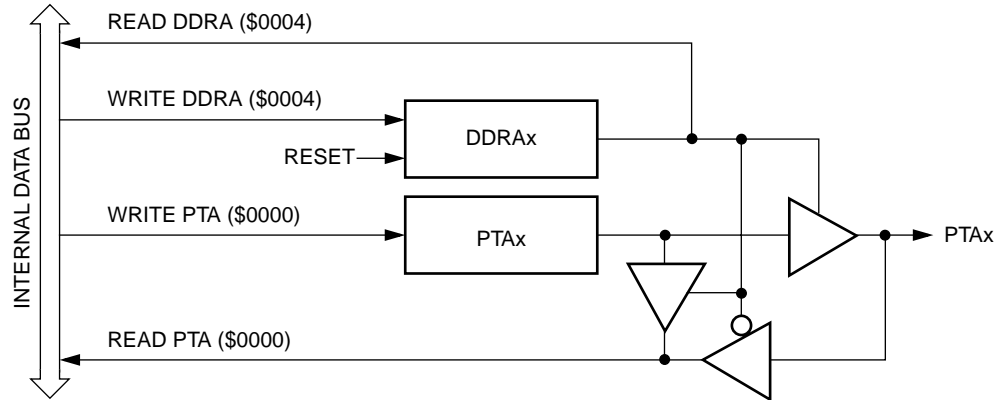 READ DDRA ($0004)
WRITE DDRA ($0004)
DDRAx
RESET
INTERNAL DATA BUS
WRITE PTA ($0000)
PTAx
PTAx
READ PTA ($0000)